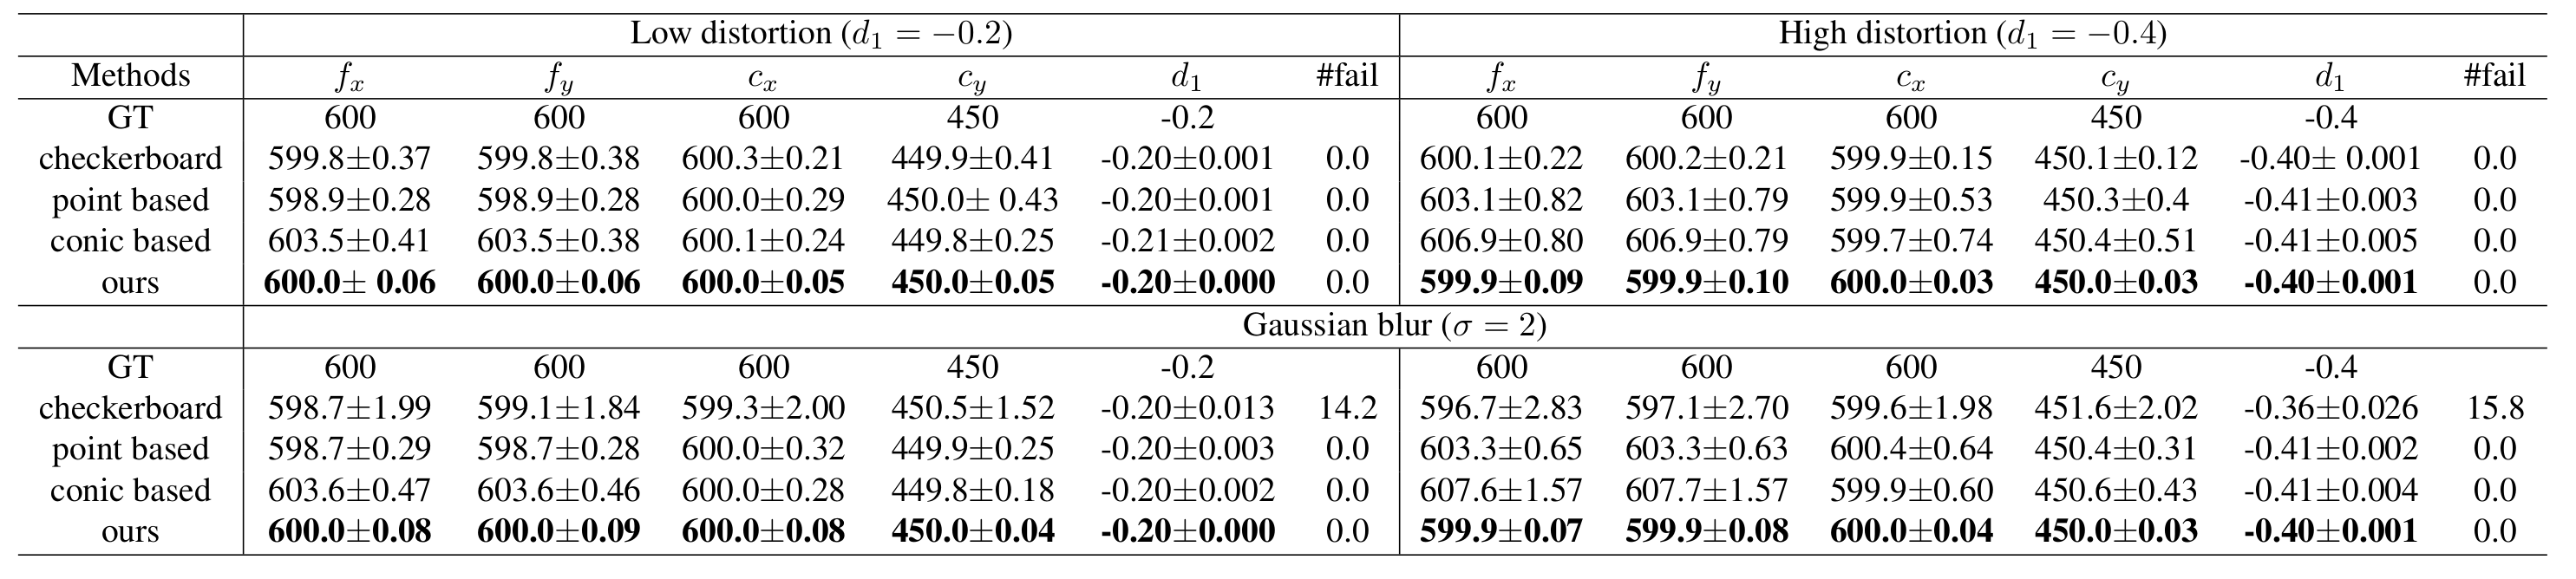 Low distortion (d₁ = −0.2) High distortion (d₁ = −0.4)
Methods fₓ f_y cₓ c_y d₁ #fail fₓ f_y cₓ c_y d₁ #fail
GT 600 600 600 450 -0.2 600 600 600 450 -0.4
checkerboard 599.8±0.37 599.8±0.38 600.3±0.21 449.9±0.41 -0.20±0.001 0.0 600.1±0.22 600.2±0.21 599.9±0.15 450.1±0.12 -0.40± 0.001 0.0
point based 598.9±0.28 598.9±0.28 600.0±0.29 450.0± 0.43 -0.20±0.001 0.0 603.1±0.82 603.1±0.79 599.9±0.53 450.3±0.4 -0.41±0.003 0.0
conic based 603.5±0.41 603.5±0.38 600.1±0.24 449.8±0.25 -0.21±0.002 0.0 606.9±0.80 606.9±0.79 599.7±0.74 450.4±0.51 -0.41±0.005 0.0
ours 600.0± 0.06 600.0±0.06 600.0±0.05 450.0±0.05 -0.20±0.000 0.0 599.9±0.09 599.9±0.10 600.0±0.03 450.0±0.03 -0.40±0.001 0.0
Gaussian blur (σ = 2)
GT 600 600 600 450 -0.2 600 600 600 450 -0.4
checkerboard 598.7±1.99 599.1±1.84 599.3±2.00 450.5±1.52 -0.20±0.013 14.2 596.7±2.83 597.1±2.70 599.6±1.98 451.6±2.02 -0.36±0.026 15.8
point based 598.7±0.29 598.7±0.28 600.0±0.32 449.9±0.25 -0.20±0.003 0.0 603.3±0.65 603.3±0.63 600.4±0.64 450.4±0.31 -0.41±0.002 0.0
conic based 603.6±0.47 603.6±0.46 600.0±0.28 449.8±0.18 -0.20±0.002 0.0 607.6±1.57 607.7±1.57 599.9±0.60 450.6±0.43 -0.41±0.004 0.0
ours 600.0±0.08 600.0±0.09 600.0±0.08 450.0±0.04 -0.20±0.000 0.0 599.9±0.07 599.9±0.08 600.0±0.04 450.0±0.03 -0.40±0.001 0.0